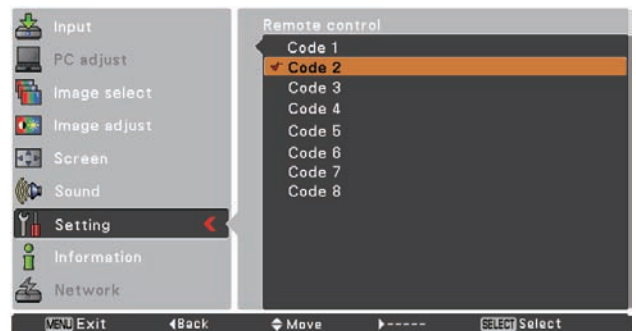 Input
PC adjust
Image select
Image adjust
Screen
Sound
Setting
Information
Network
Remote control
Code 1
Code 2
Code 3
Code 4
Code 5
Code 6
Code 7
Code 8
MENU Exit ◀Back Move ▶----- SELECT Select